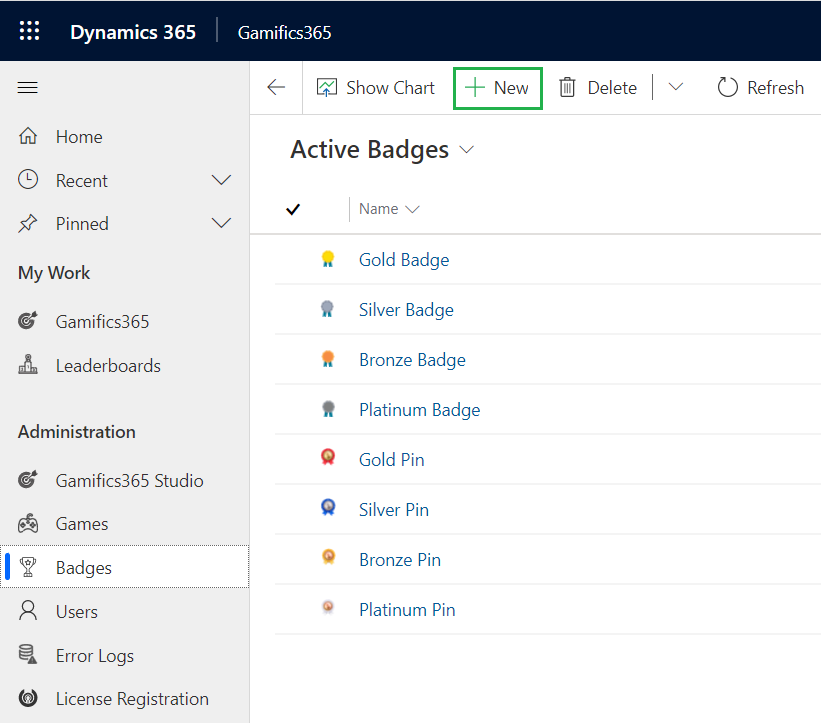 Dynamics 365 Gamifics365
Show Chart New Delete Refresh
Home
Recent
Pinned
My Work
Gamifics365
Leaderboards
Administration
Gamifics365 Studio
Games
Badges
Users
Error Logs
License Registration
Active Badges
Name
Gold Badge
Silver Badge
Bronze Badge
Platinum Badge
Gold Pin
Silver Pin
Bronze Pin
Platinum Pin